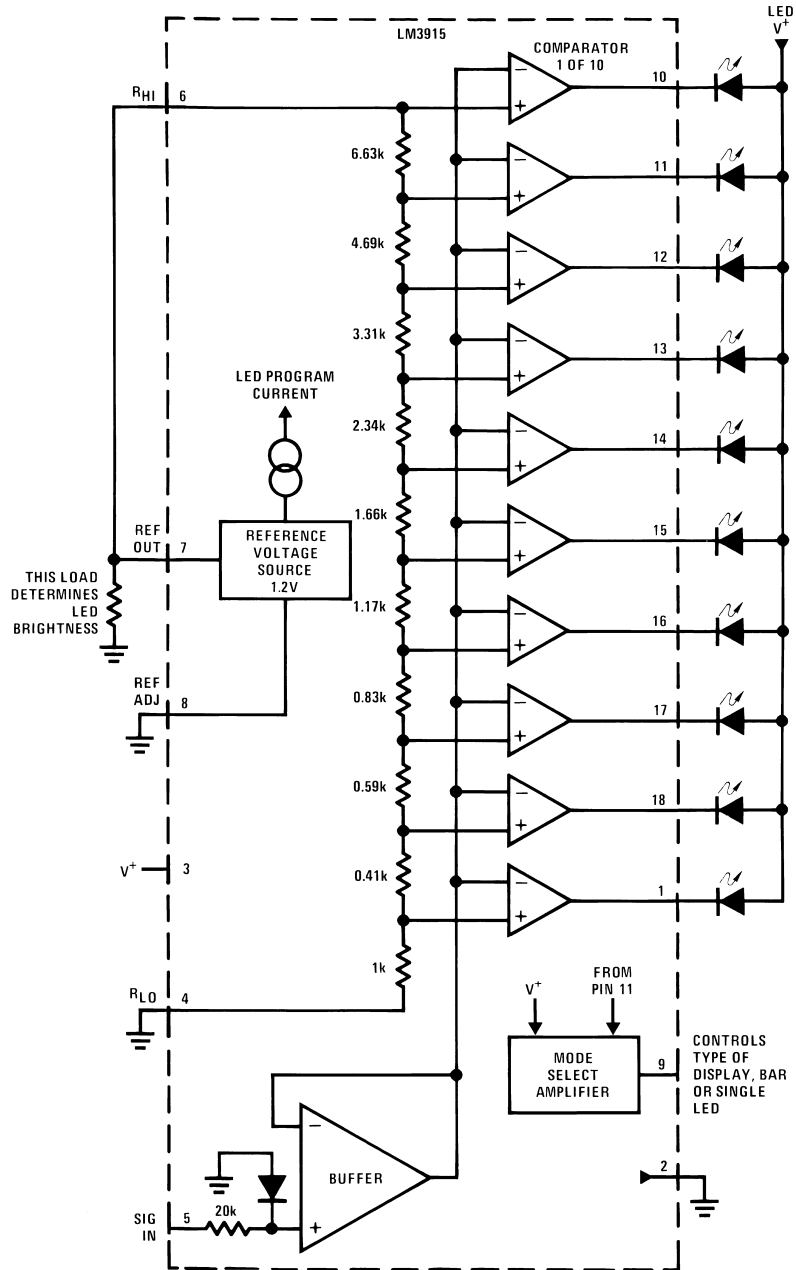 LED
V+
LM3915
COMPARATOR
1 OF 10
−
+
10
RHI
6
6.63k
−
+
11
4.69k
−
+
12
3.31k
−
+
13
LED PROGRAM
CURRENT
2.34k
−
+
14
1.66k
−
+
15
REF
OUT
7
REFERENCE
VOLTAGE
SOURCE
1.2V
THIS LOAD
DETERMINES
LED
BRIGHTNESS
1.17k
−
+
16
REF
ADJ
8
0.83k
−
+
17
0.59k
−
+
18
V+
3
0.41k
−
+
1
1k
RLO
4
V+
FROM
PIN 11
MODE
SELECT
AMPLIFIER
9
CONTROLS
TYPE OF
DISPLAY, BAR
OR SINGLE
LED
−
BUFFER
+
2
SIG
IN
5
20k